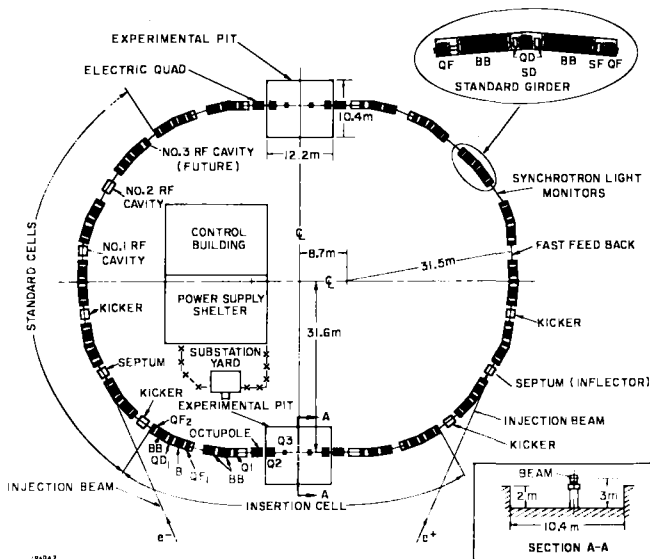 EXPERIMENTAL PIT
ELECTRIC QUAD
10.4m
12.2m
QF
BB
QD
SD
BB
SF
QF
STANDARD GIRDER
NO.3 RF CAVITY
(FUTURE)
NO.2 RF
CAVITY
NO.1 RF
CAVITY
STANDARD CELLS
SYNCHROTRON LIGHT
MONITORS
FAST FEED BACK
CONTROL
BUILDING
POWER SUPPLY
SHELTER
℄
8.7m
℄
31.5m
31.6m
KICKER
KICKER
SEPTUM
SEPTUM (INFLECTOR)
SUBSTATION
YARD
EXPERIMENTAL PIT
A
KICKER
QF2
BB
QD1
B
QF1
OCTUPOLE
BB
Q1
Q2
Q3
INJECTION BEAM
KICKER
INJECTION BEAM
INSERTION CELL
A
e-
e+
BEAM
2m
3m
10.4m
SECTION A-A